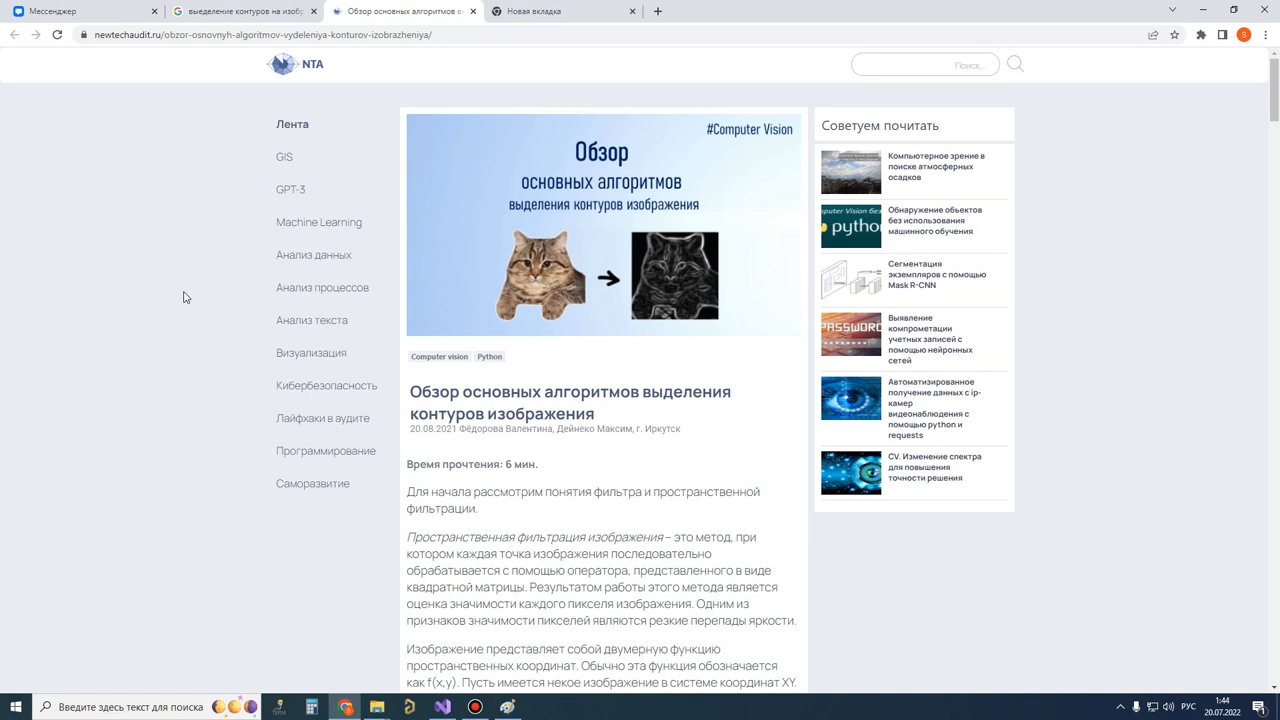 Мессенджер
выеделение контуров на изобр
Обзор основных алгоритмов в
Новая вкладка
newtechaudit.ru/obzor-osnovnyh-algoritmov-vydeleniya-konturov-izobrazheniya/
S
NTA
Поиск...
Лента
GIS
GPT-3
Machine Learning
Анализ данных
Анализ процессов
Анализ текста
Визуализация
Кибербезопасность
Лайфхаки в аудите
Программирование
Саморазвитие
#Computer Vision
Обзор
основных алгоритмов
выделения контуров изображения
Computer vision
Python
Обзор основных алгоритмов выделения
контуров изображения
20.08.2021 Фёдорова Валентина, Дейнеко Максим, г. Иркутск
Время прочтения: 6 мин.
Для начала рассмотрим понятия фильтра и пространственной
фильтрации.
Пространственная фильтрация изображения – это метод, при
котором каждая точка изображения последовательно
обрабатывается с помощью оператора, представленного в виде
квадратной матрицы. Результатом работы этого метода является
оценка значимости каждого пикселя изображения. Одним из
признаков значимости пикселей являются резкие перепады яркости.
Изображение представляет собой двумерную функцию
пространственных координат. Обычно эта функция обозначается
как f(x,y). Пусть имеется некое изображение в системе координат XY.
Советуем почитать
Компьютерное зрение в
поиске атмосферных
осадков
mputer Vision без
pytho
Обнаружение объектов
без использования
машинного обучения
Сегментация
экземпляров с помощью
Mask R-CNN
PASSWORD
Выявление
компрометации
учетных записей с
помощью нейронных
сетей
Автоматизированное
получение данных с ip-
камер
видеонаблюдения с
помощью python и
requests
CV. Изменение спектра
для повышения
точности решения
Введите здесь текст для поиска
TERM
S
РУС
1:44
20.07.2022
1